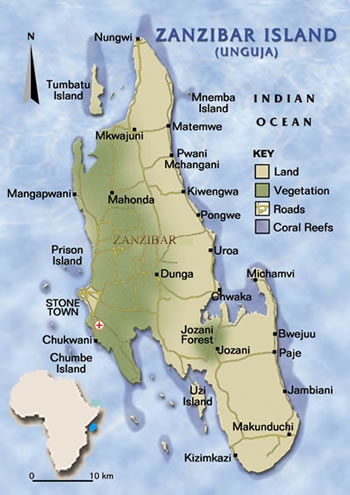 ZANZIBAR ISLAND
(UNGUJA)
N
Nungwi
Tumbatu
Island
Mnemba
Island
INDIAN
OCEAN
Mkwajuni
Matemwe
Pwani
Mchangani
KEY
Land
Vegetation
Roads
Coral Reefs
Mangapwani
Mahonda
Kiwengwa
Pongwe
ZANZIBAR
Prison
Island
Uroa
Dunga
Michamvi
Chwaka
STONE
TOWN
Jozani
Forest
Bwejuu
Chukwani
Jozani
Paje
Chumbe
Island
Uzi
Island
Jambiani
Makunduchi
Kizimkazi
0
10 km